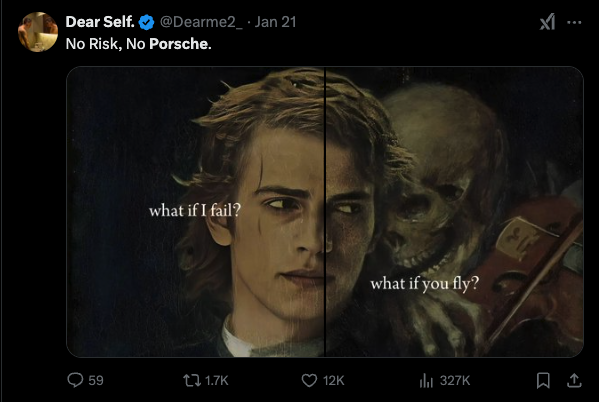 Dear Self. @Dearme2_ · Jan 21
No Risk, No Porsche.
what if I fail?
what if you fly?
59 1.7K 12K 327K